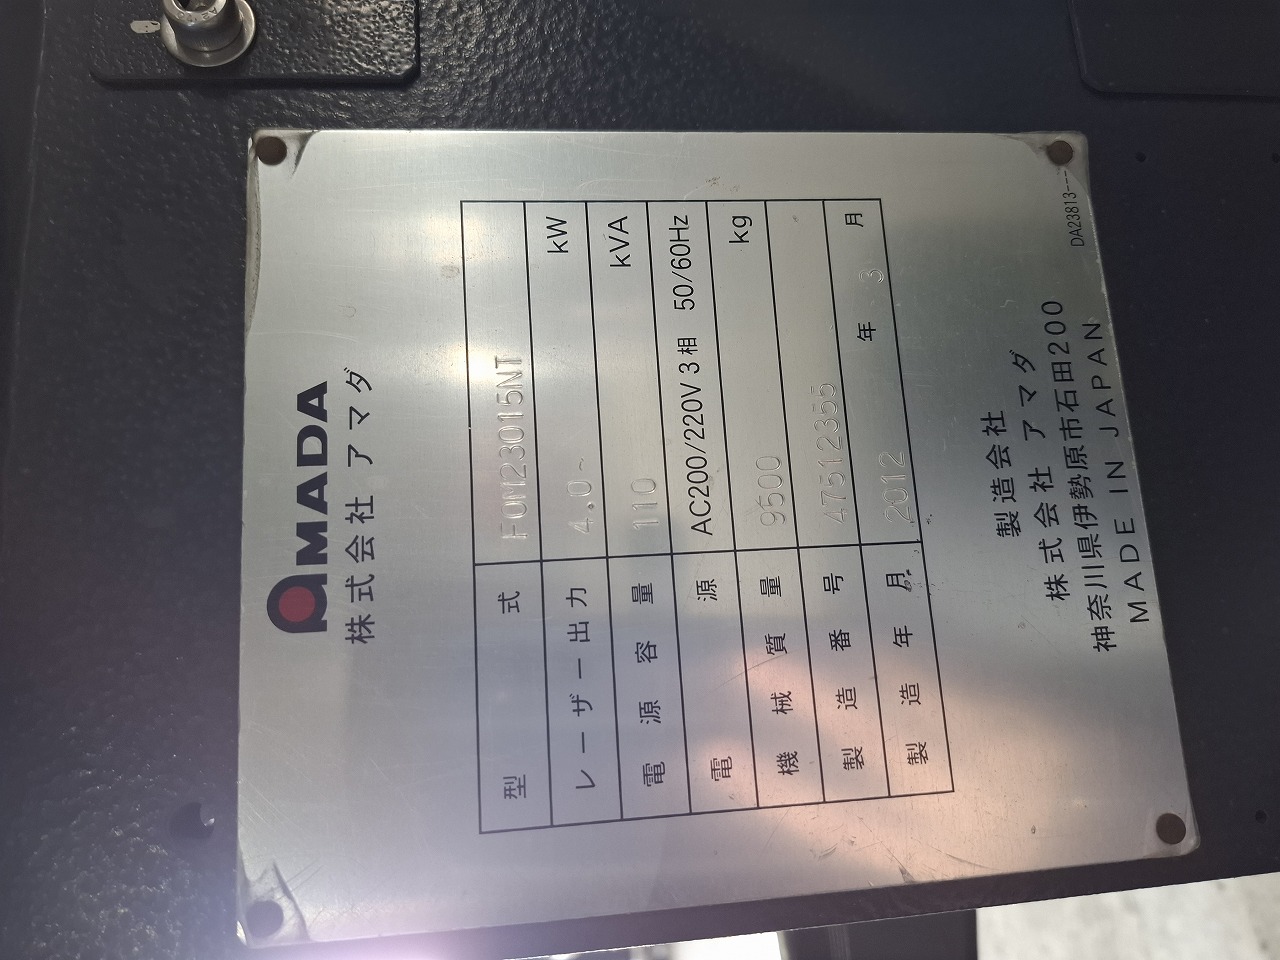 AMADA
株式会社 アマダ
型式 FOM23015NT
レーザー出力 4.0~ kW
電源容量 110 kVA
電源 AC200/220V 3相 50/60Hz
機械質量 9500 kg
製造番号 47512355
製造年月 2012 年 3 月
製造会社
株式会社 アマダ
神奈川県伊勢原市石田200
MADE IN JAPAN
DA23813---